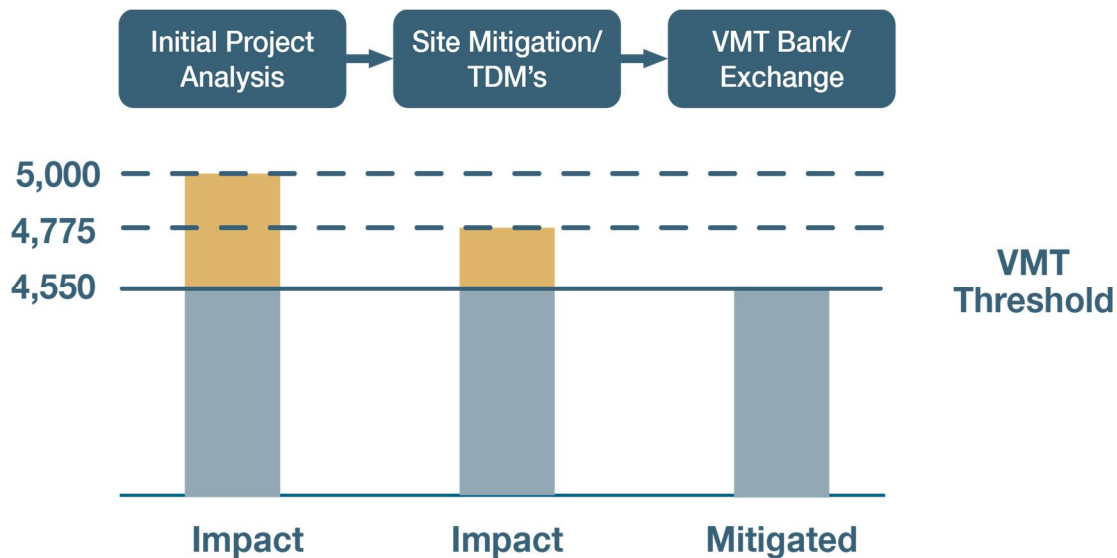 Initial Project
Analysis
Site Mitigation/
TDM's
VMT Bank/
Exchange
5,000
4,775
4,550
VMT
Threshold
Impact
Impact
Mitigated